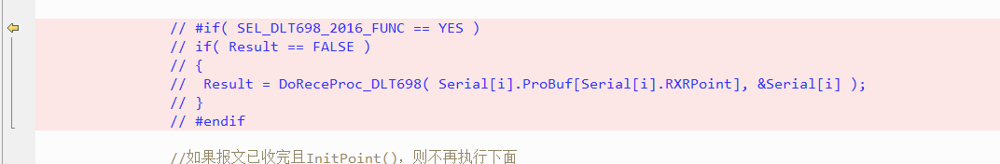 // #if( SEL_DLT698_2016_FUNC == YES )
// if( Result == FALSE )
// {
//  Result = DoReceProc_DLT698( Serial[i].ProBuf[Serial[i].RXRPoint], &Serial[i] );
// }
// #endif
//如果报文已收完且InitPoint(), 则不再执行下面